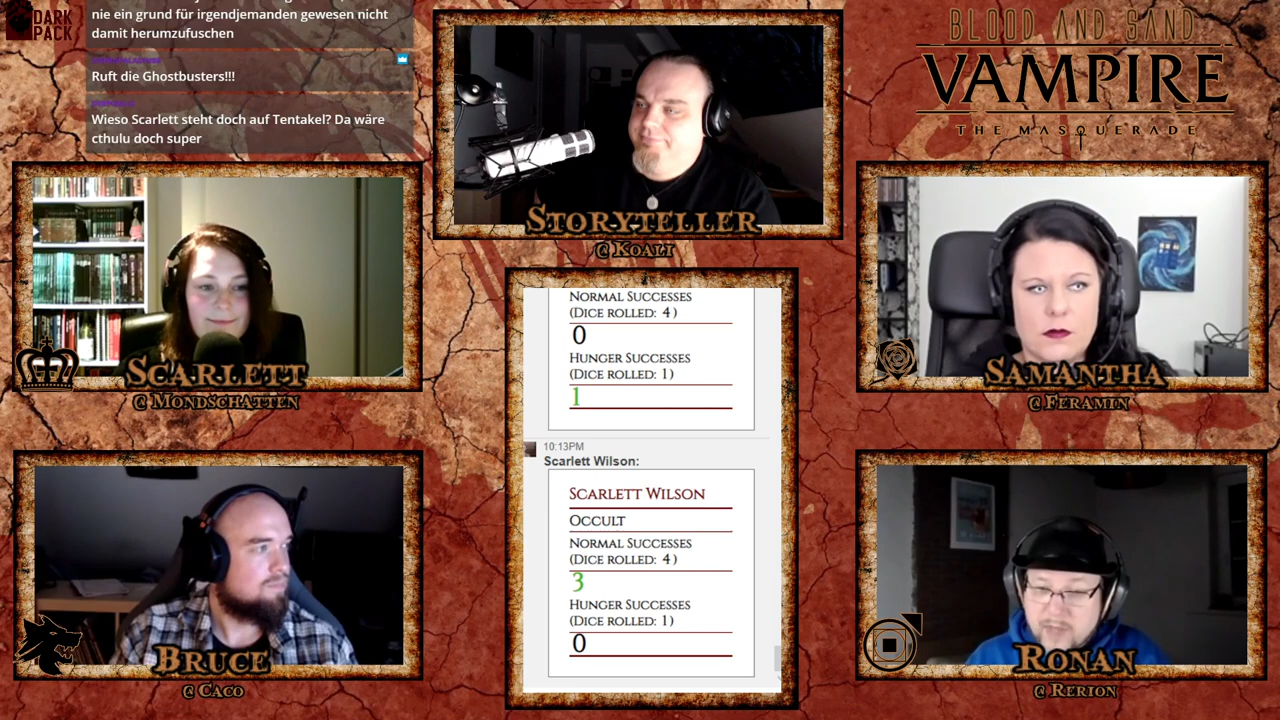 DARK
PACK
nie ein grund für irgendjemanden gewesen nicht
damit herumzufuschen
Ruft die Ghostbusters!!!
Wieso Scarlett steht doch auf Tentakel? Da wäre
cthulu doch super
BLOOD AND SAND
VAMPIRE
THE MASQUERADE
STORYTELLER
@ KOALI
SCARLETT
@ MONDSCHATTEN
SAMANTHA
@ FERAMIN
NORMAL SUCCESSES
(DICE ROLLED: 4 )
0
HUNGER SUCCESSES
(DICE ROLLED: 1)
1
10:13PM
Scarlett Wilson:
SCARLETT WILSON
OCCULT
NORMAL SUCCESSES
(DICE ROLLED: 4 )
3
HUNGER SUCCESSES
(DICE ROLLED: 1)
0
BRUCE
@ CACO
RONAN
@ RERION